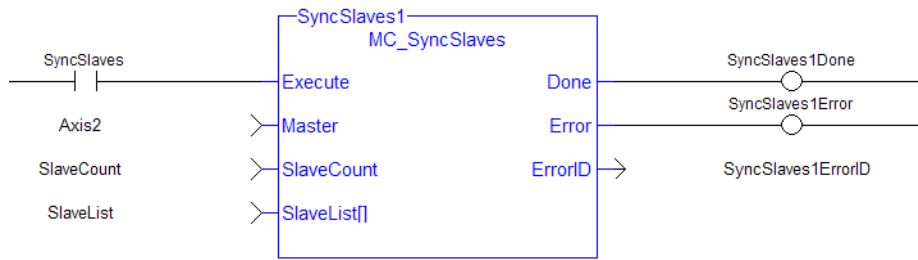 SyncSlaves1
MC_SyncSlaves
SyncSlaves
Execute
Done
SyncSlaves1Done
Axis2
Master
Error
SyncSlaves1Error
SlaveCount
SlaveCount
ErrorID
SyncSlaves1ErrorID
SlaveList
SlaveList[]